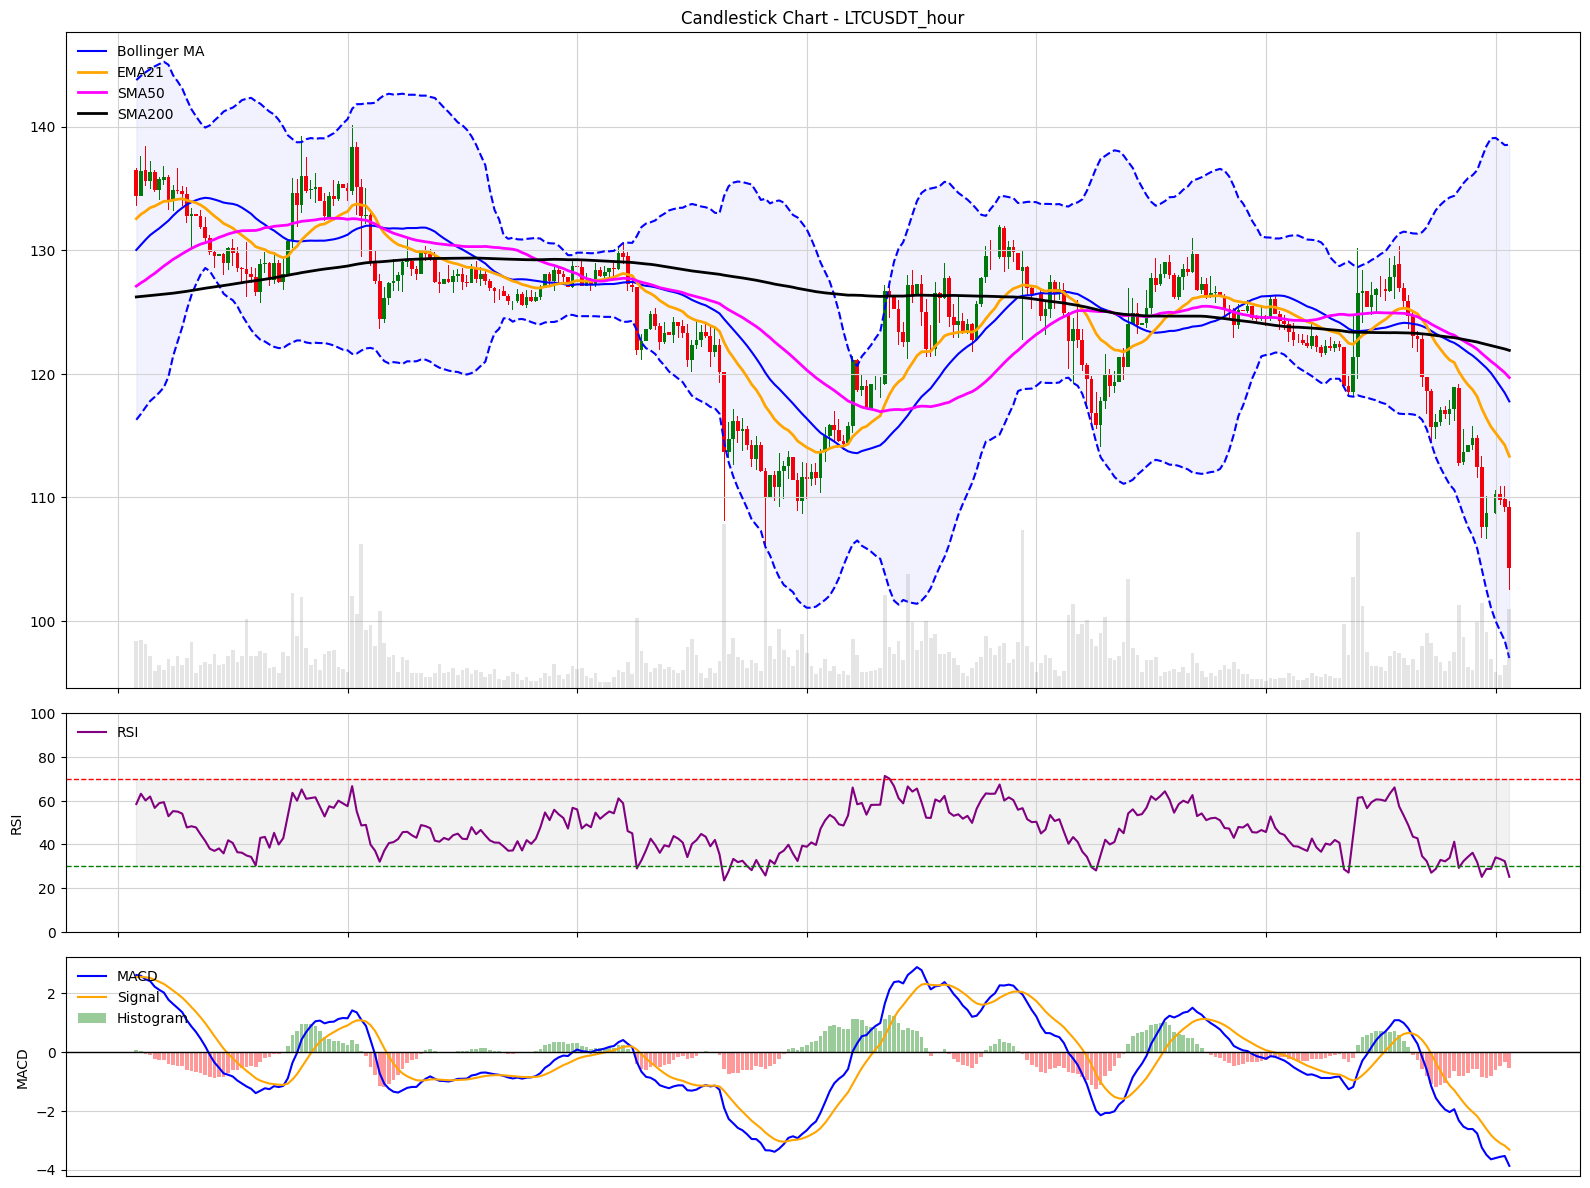 Candlestick Chart - LTCUSDT_hour
Bollinger MA
EMA21
SMA50
SMA200
140
130
120
110
100
RSI
100
80
60
40
20
0
RSI
MACD
Signal
Histogram
2
0
−2
−4
MACD